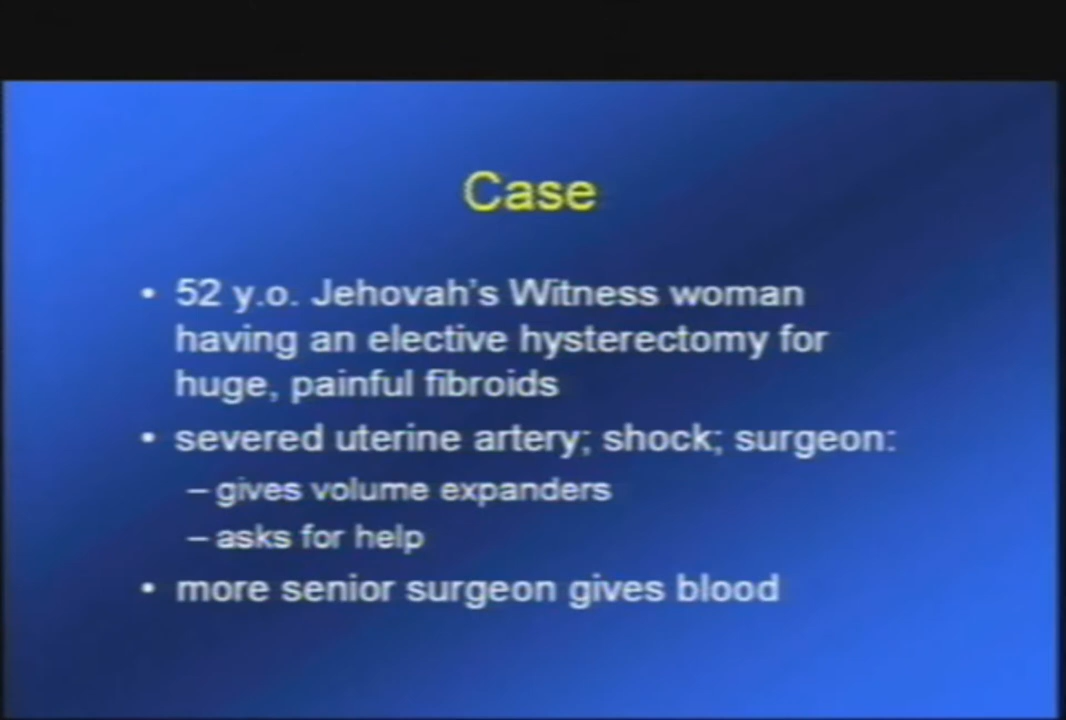 Case
• 52 y.o. Jehovah's Witness woman
having an elective hysterectomy for
huge, painful fibroids
• severed uterine artery; shock; surgeon:
– gives volume expanders
– asks for help
• more senior surgeon gives blood